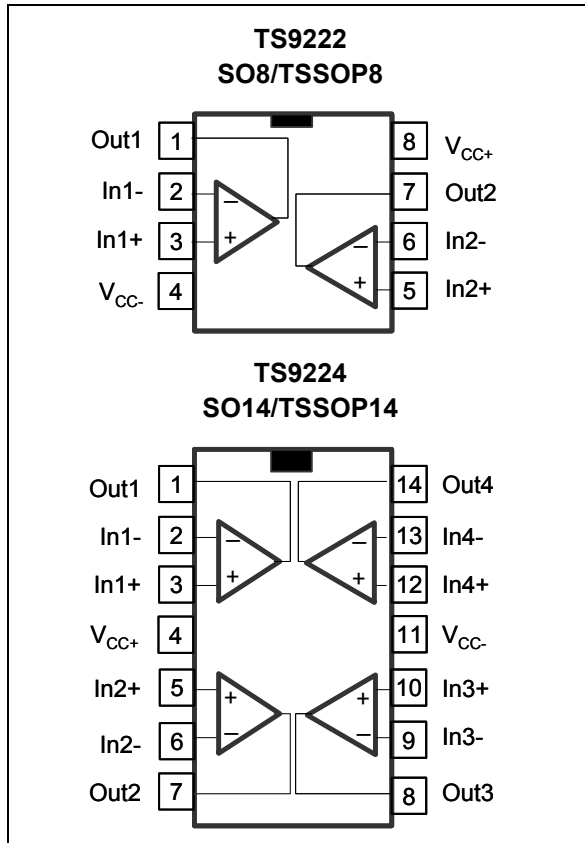 TS9222
SO8/TSSOP8
Out1 1 8 VCC+
In1- 2 − 7 Out2
In1+ 3 + − 6 In2-
VCC- 4 + 5 In2+
TS9224
SO14/TSSOP14
Out1 1 14 Out4
In1- 2 − − 13 In4-
In1+ 3 + + 12 In4+
VCC+ 4 11 VCC-
In2+ 5 + + 10 In3+
In2- 6 − − 9 In3-
Out2 7 8 Out3